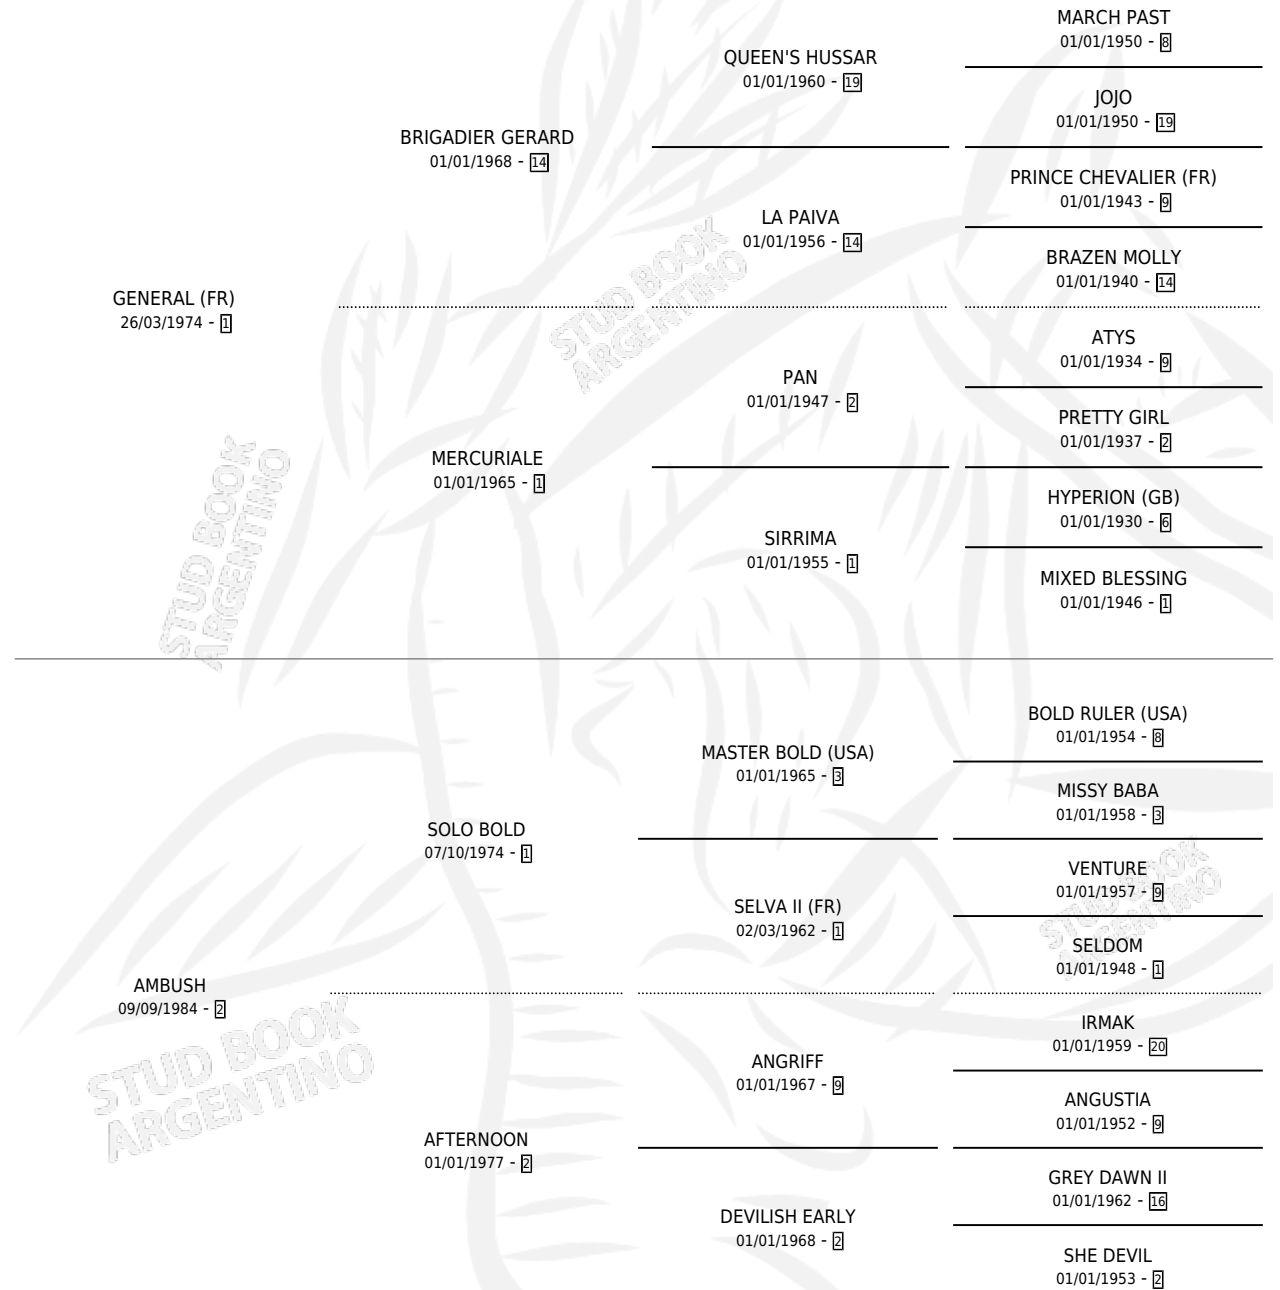 MARCH PAST
01/01/1950 - 8
QUEEN'S HUSSAR
01/01/1960 - 19
JOJO
01/01/1950 - 19
BRIGADIER GERARD
01/01/1968 - 14
PRINCE CHEVALIER (FR)
01/01/1943 - 9
LA PAIVA
01/01/1956 - 14
BRAZEN MOLLY
01/01/1940 - 14
GENERAL (FR)
26/03/1974 - 1
ATYS
01/01/1934 - 9
PAN
01/01/1947 - 2
PRETTY GIRL
01/01/1937 - 2
MERCURIALE
01/01/1965 - 1
HYPERION (GB)
01/01/1930 - 6
SIRRIMA
01/01/1955 - 1
MIXED BLESSING
01/01/1946 - 1
STUD BOOK
ARGENTINO
STUD BOOK
ARGENTINO
BOLD RULER (USA)
01/01/1954 - 8
MASTER BOLD (USA)
01/01/1965 - 3
MISSY BABA
01/01/1958 - 3
SOLO BOLD
07/10/1974 - 1
VENTURE
01/01/1957 - 9
SELVA II (FR)
02/03/1962 - 1
SELDOM
01/01/1948 - 1
AMBUSH
09/09/1984 - 2
IRMAK
01/01/1959 - 20
ANGRIFF
01/01/1967 - 9
ANGUSTIA
01/01/1952 - 9
AFTERNOON
01/01/1977 - 2
GREY DAWN II
01/01/1962 - 16
DEVILISH EARLY
01/01/1968 - 2
SHE DEVIL
01/01/1953 - 2
STUD BOOK
ARGENTINO
STUD BOOK
ARGENTINO